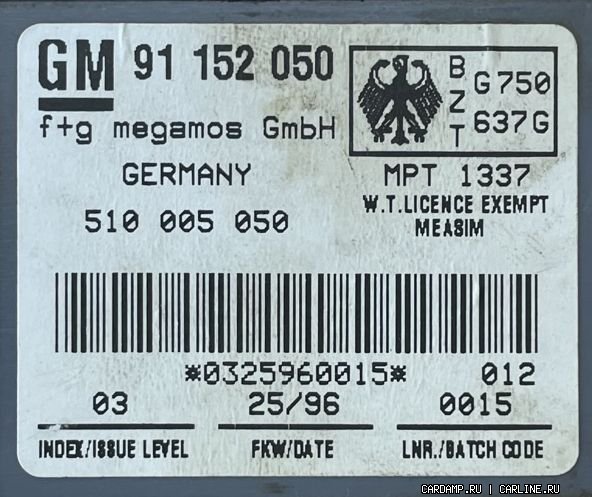 GM 91 152 050
f+g megamos GmbH
GERMANY
510 005 050
BZT
G750
637G
MPT 1337
W.T.LICENCE EXEMPT
MEASIM
*0325960015* 012
03 25/96 0015
INDEX/ISSUE LEVEL FKW/DATE LNR./BATCH CODE
CARDAMP.RU | CARLINE.RU